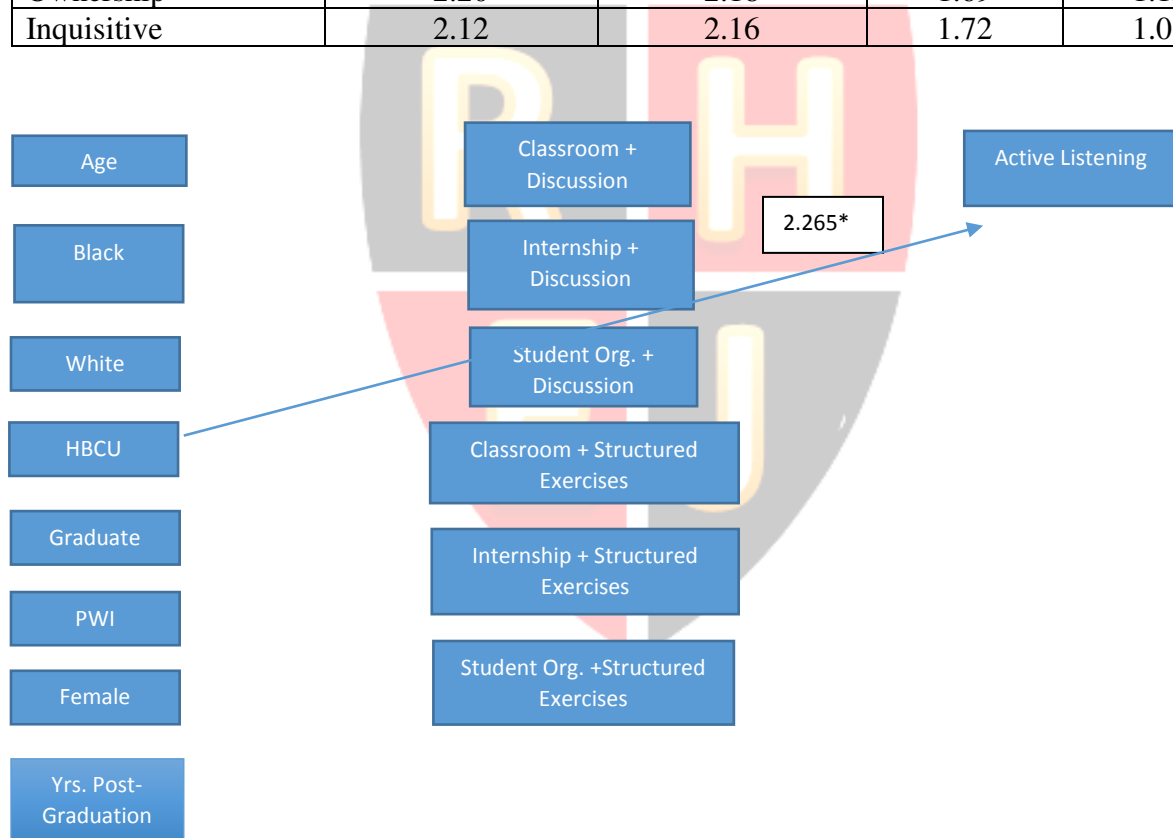 Inquisitive 2.12 2.16 1.72 1.0
R H
Age
Classroom +
Discussion
Active Listening
2.265*
Black
Internship +
Discussion
White
Student Org. +
Discussion
J
HBCU
Classroom + Structured
Exercises
Graduate
Internship + Structured
Exercises
PWI
Student Org. +Structured
Exercises
Female
Yrs. Post-
Graduation